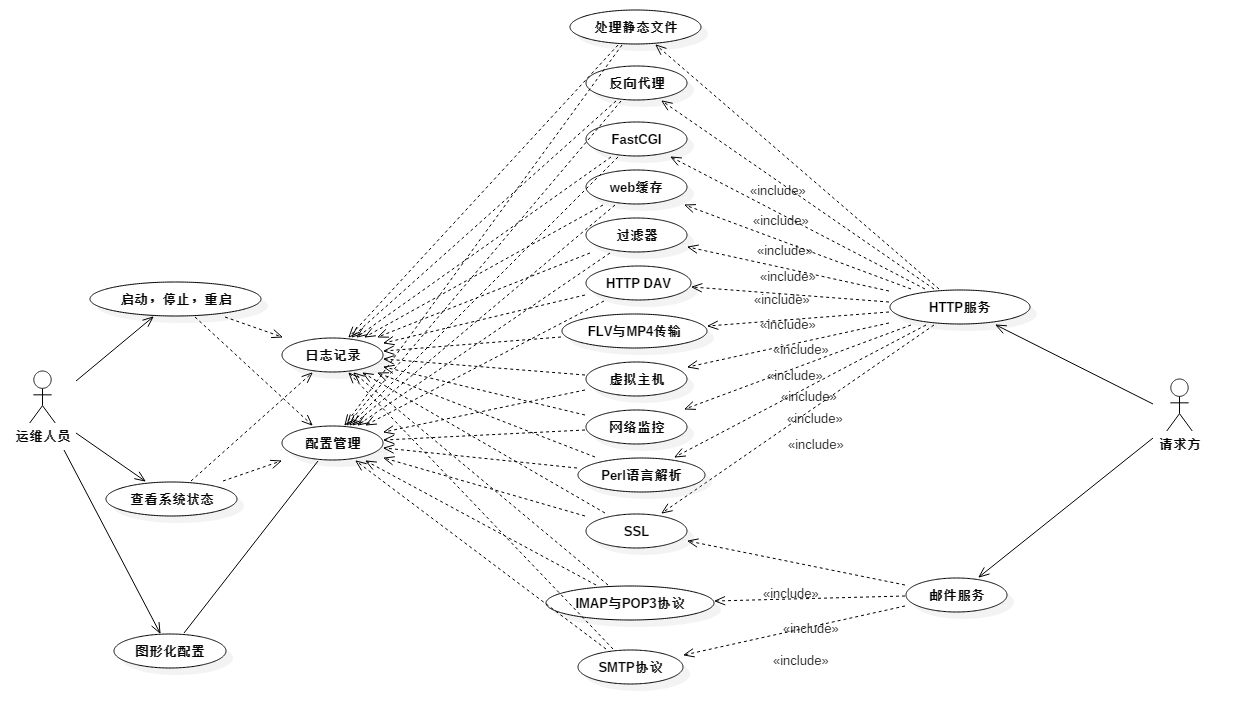 处理静态文件
反向代理
FastCGI
web缓存
«include»
«include»
过滤器
«include»
HTTP DAV
«include»
启动，停止，重启
«include»
HTTP服务
FLV与MP4传输
«include»
日志记录
«include»
虚拟主机
«include»
«include»
网络监控
«include»
运维人员
配置管理
«include»
请求方
Perl语言解析
查看系统状态
SSL
«include»
IMAP与POP3协议
邮件服务
«include»
图形化配置
SMTP协议
«include»